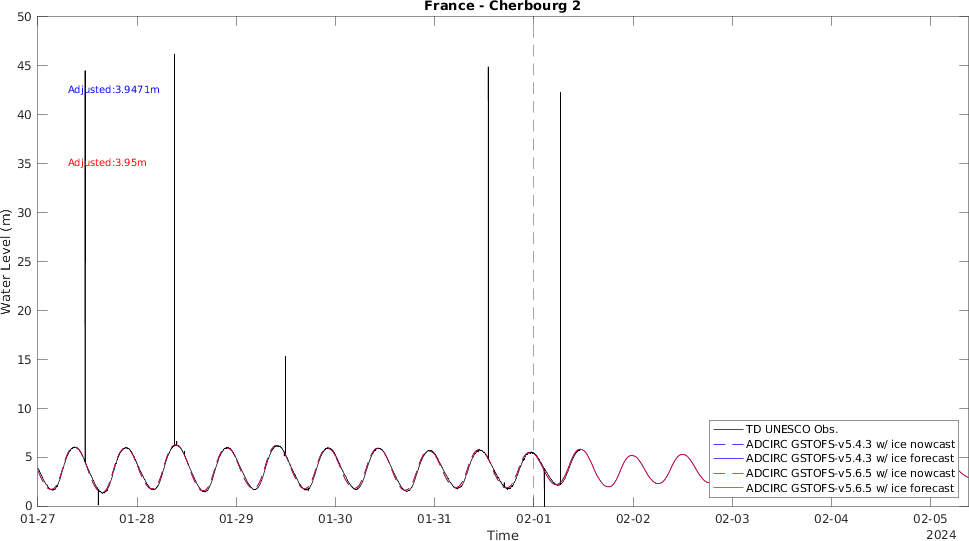 France - Cherbourg 2
50
45
40
35
30
25
20
15
10
5
0
Water Level (m)
Adjusted:3.9471m
Adjusted:3.95m
TD UNESCO Obs.
ADCIRC GSTOFS-v5.4.3 w/ ice nowcast
ADCIRC GSTOFS-v5.4.3 w/ ice forecast
ADCIRC GSTOFS-v5.6.5 w/ ice nowcast
ADCIRC GSTOFS-v5.6.5 w/ ice forecast
01-27 01-28 01-29 01-30 01-31 02-01 02-02 02-03 02-04 02-05
Time
2024